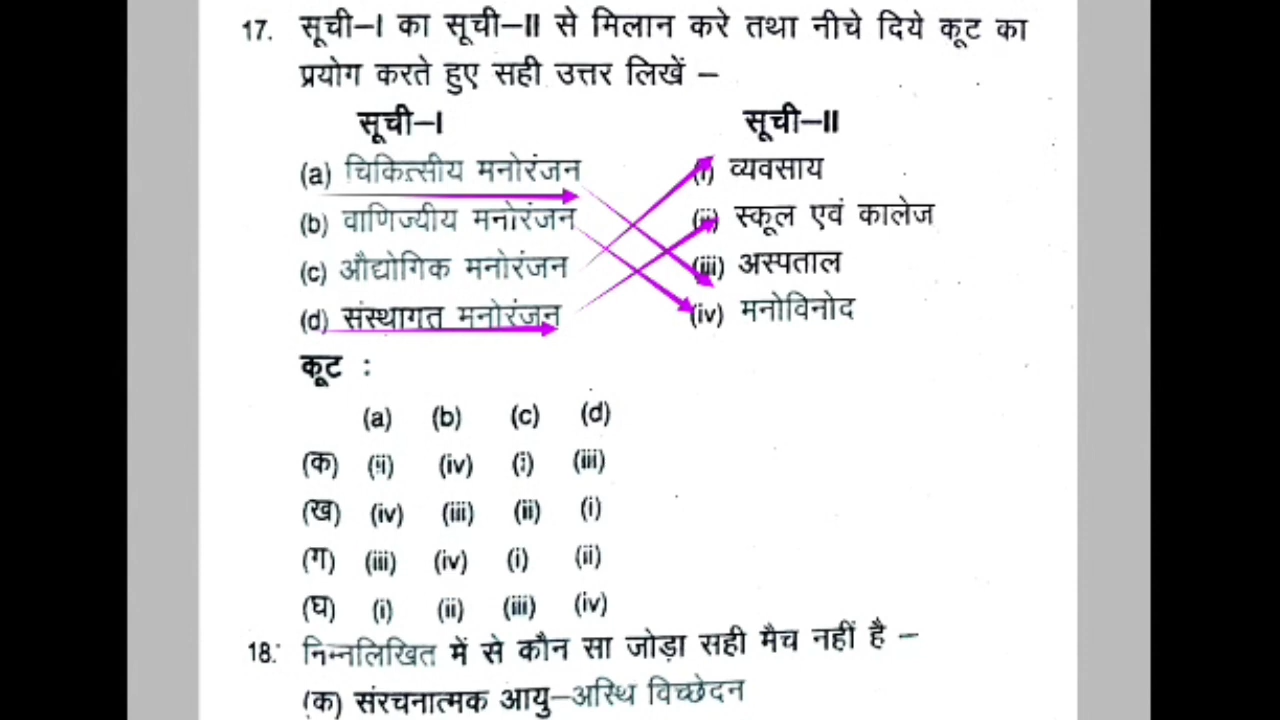 17. सूची–I का सूची–II से मिलान करे तथा नीचे दिये कूट का
प्रयोग करते हुए सही उत्तर लिखें –
सूची–I सूची–II
(a) चिकित्सीय मनोरंजन (i) व्यवसाय
(b) वाणिज्यीय मनोरंजन (ii) स्कूल एवं कालेज
(c) औद्योगिक मनोरंजन (iii) अस्पताल
(d) संस्थागत मनोरंजन (iv) मनोविनोद
कूट :
(a) (b) (c) (d)
(क) (ii) (iv) (i) (iii)
(ख) (iv) (iii) (ii) (i)
(ग) (iii) (iv) (i) (ii)
(घ) (i) (ii) (iii) (iv)
18. निम्नलिखित में से कौन सा जोड़ा सही मैच नहीं है –
(क) संरचनात्मक आयु–अस्थि विच्छेदन